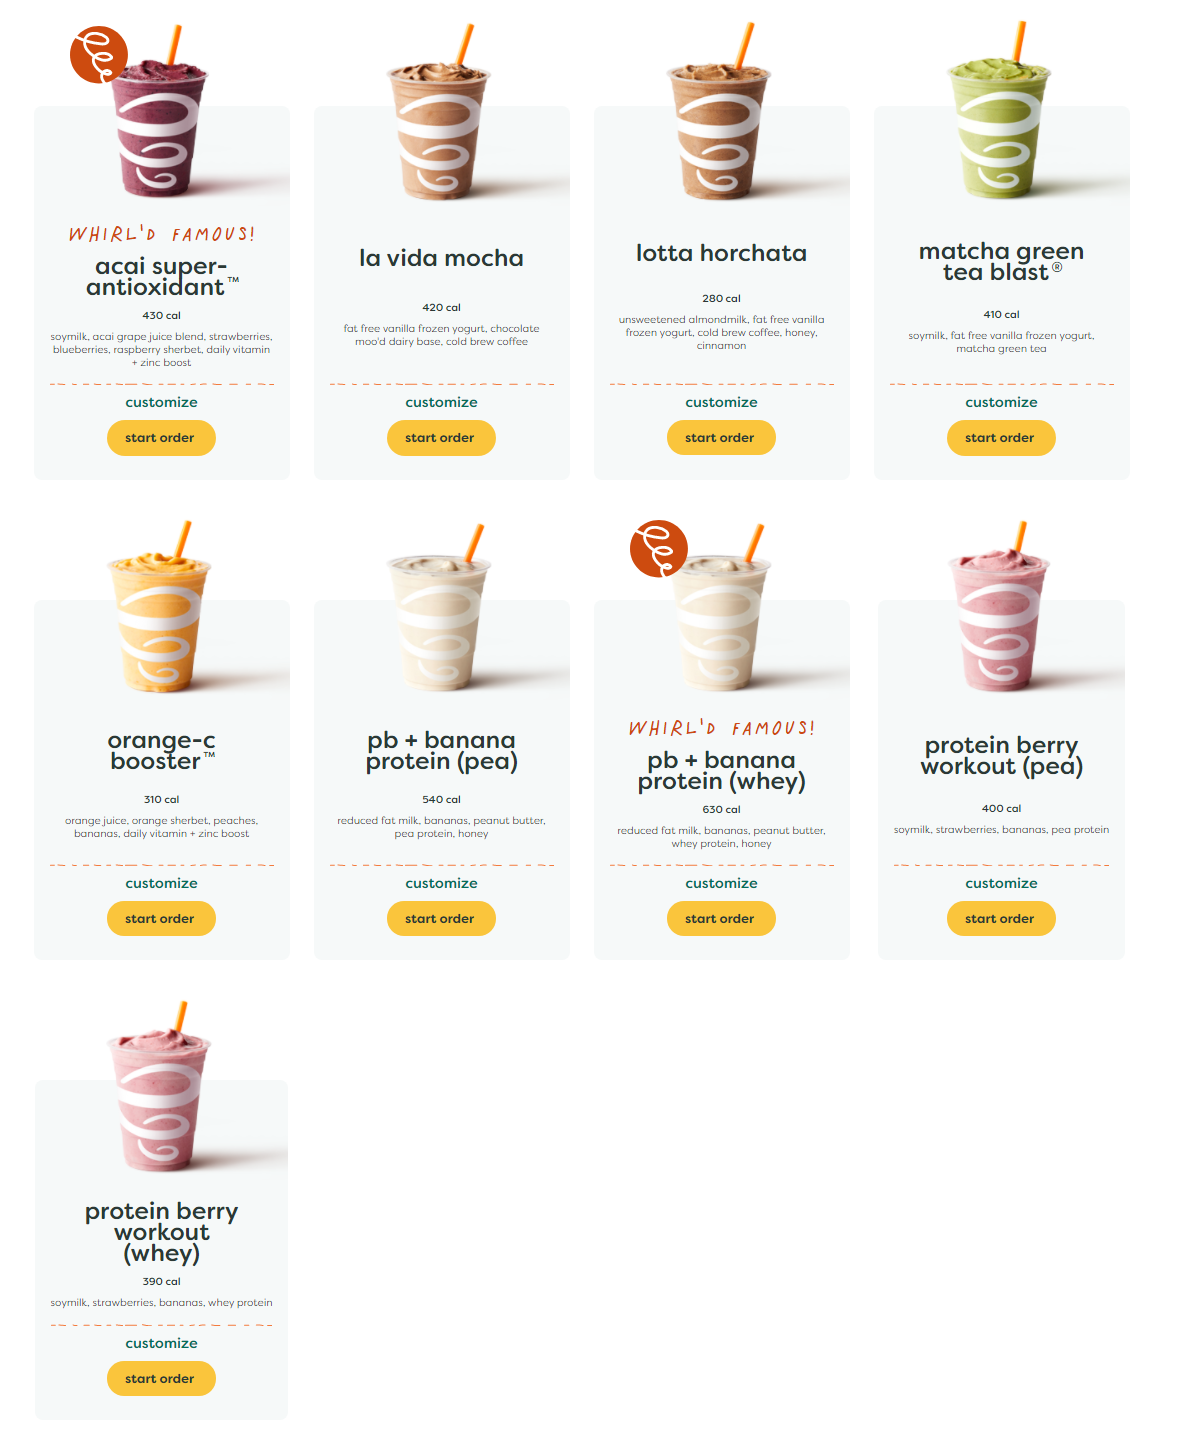 WHIRL'D FAMOUS!
acai super-
antioxidant™
430 cal
soymilk, acai grape juice blend, strawberries,
blueberries, raspberry sherbet, daily vitamin
+ zinc boost
customize
start order
la vida mocha
420 cal
fat free vanilla frozen yogurt, chocolate
moo'd dairy base, cold brew coffee
customize
start order
lotta horchata
280 cal
unsweetened almondmilk, fat free vanilla
frozen yogurt, cold brew coffee, honey,
cinnamon
customize
start order
matcha green
tea blast®
410 cal
soymilk, fat free vanilla frozen yogurt,
matcha green tea
customize
start order
orange-c
booster™
310 cal
orange juice, orange sherbet, peaches,
bananas, daily vitamin + zinc boost
customize
start order
pb + banana
protein (pea)
540 cal
reduced fat milk, bananas, peanut butter,
pea protein, honey
customize
start order
WHIRL'D FAMOUS!
pb + banana
protein (whey)
630 cal
reduced fat milk, bananas, peanut butter,
whey protein, honey
customize
start order
protein berry
workout (pea)
400 cal
soymilk, strawberries, bananas, pea protein
customize
start order
protein berry
workout
(whey)
390 cal
soymilk, strawberries, bananas, whey protein
customize
start order